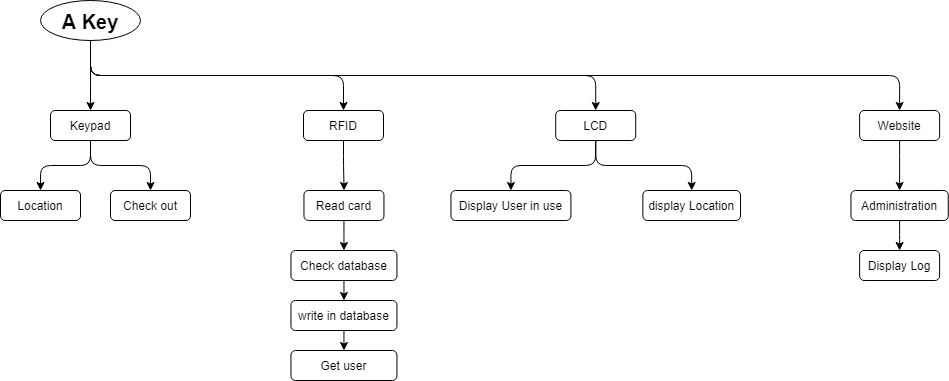 A Key
Keypad
RFID
LCD
Website
Location
Check out
Read card
Display User in use
display Location
Administration
Check database
Display Log
write in database
Get user